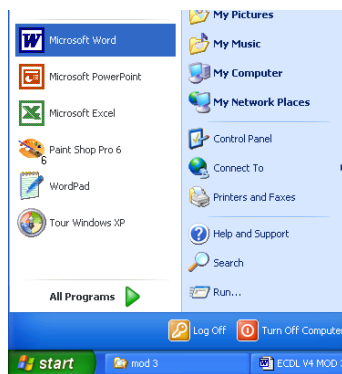 Microsoft Word
Microsoft PowerPoint
Microsoft Excel
Paint Shop Pro 6
6
WordPad
Tour Windows XP
All Programs
My Pictures
My Music
My Computer
My Network Places
Control Panel
Connect To
Printers and Faxes
Help and Support
Search
Run...
Log Off
Turn Off Computer
start
mod 3
ECDL V4 MOD